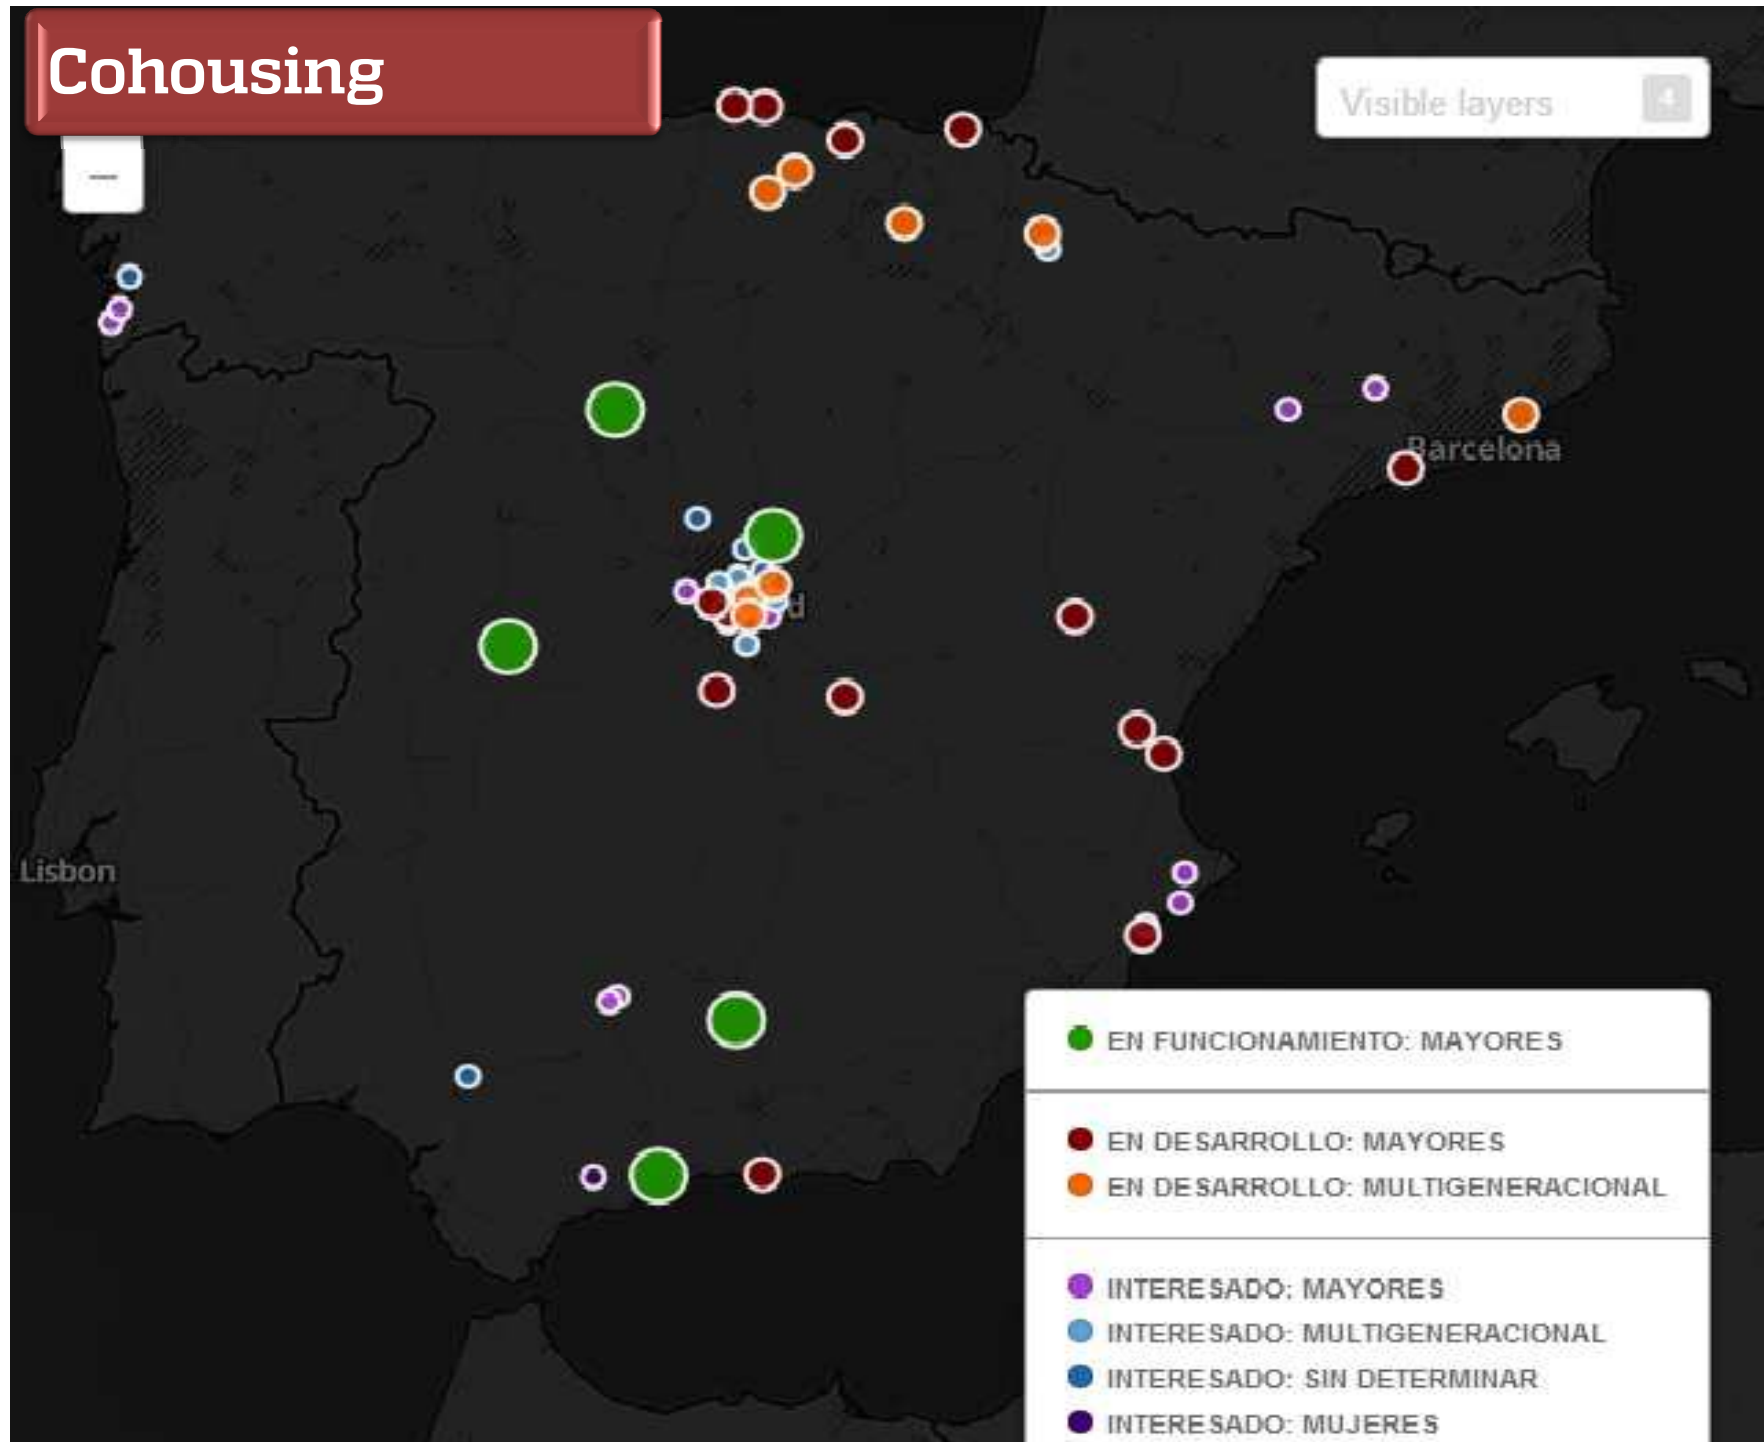 Cohousing
Visible layers 4
–
Barcelona
d
Lisbon
EN FUNCIONAMIENTO: MAYORES
EN DESARROLLO: MAYORES
EN DESARROLLO: MULTIGENERACIONAL
INTERESADO: MAYORES
INTERESADO: MULTIGENERACIONAL
INTERESADO: SIN DETERMINAR
INTERESADO: MUJERES